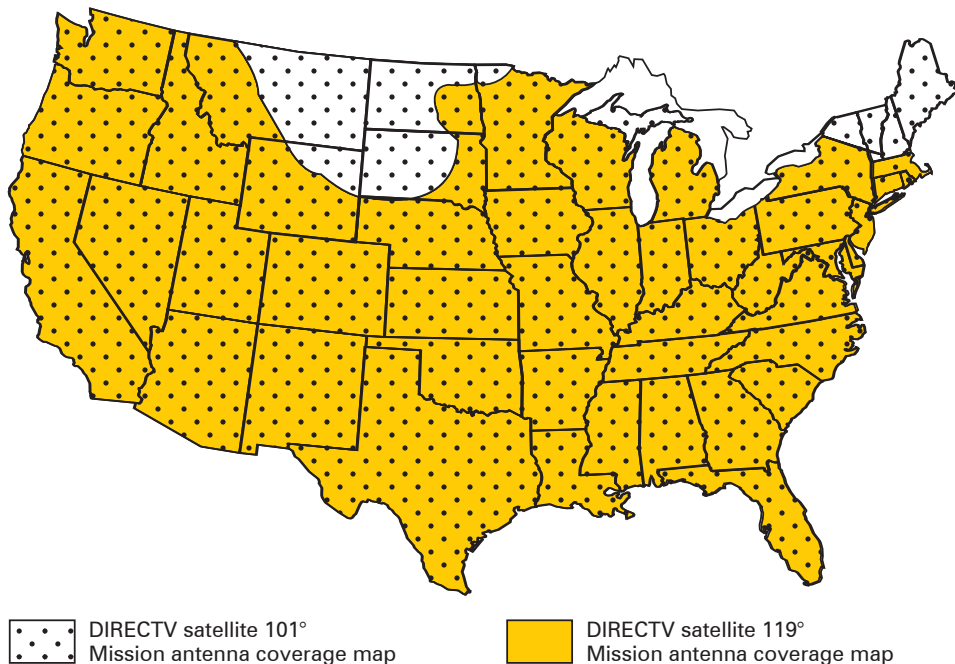 DIRECTV satellite 101°
Mission antenna coverage map
DIRECTV satellite 119°
Mission antenna coverage map